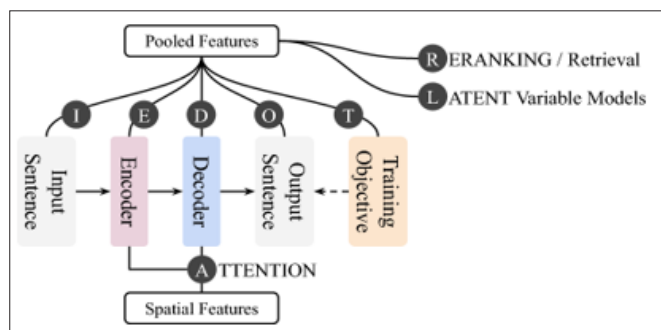 Pooled Features
R ERANKING / Retrieval
L ATENT Variable Models
I E D O T
Input
Sentence
Encoder
Decoder
Output
Sentence
Training
Objective
A TTENTION
Spatial Features